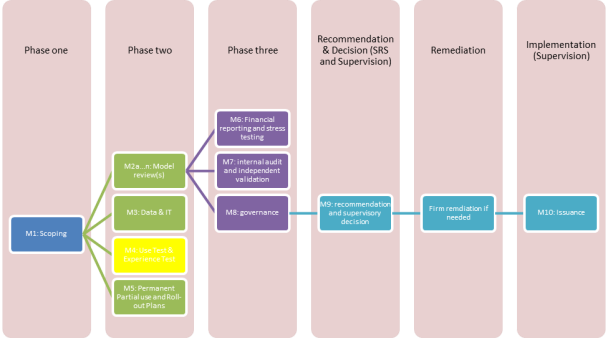 Phase one
Phase two
Phase three
Recommendation
& Decision (SRS
and Supervision)
Remediation
Implementation
(Supervision)
M1: Scoping
M2a...n: Model
review(s)
M3: Data & IT
M4: Use Test &
Experience Test
M5: Permanent
Partial use and Roll-
out Plans
M6: Financial
reporting and stress
testing
M7: internal audit
and independent
validation
M8: governance
M9: recommendation
and supervisory
decision
Firm remdiation if
needed
M10: Issuance